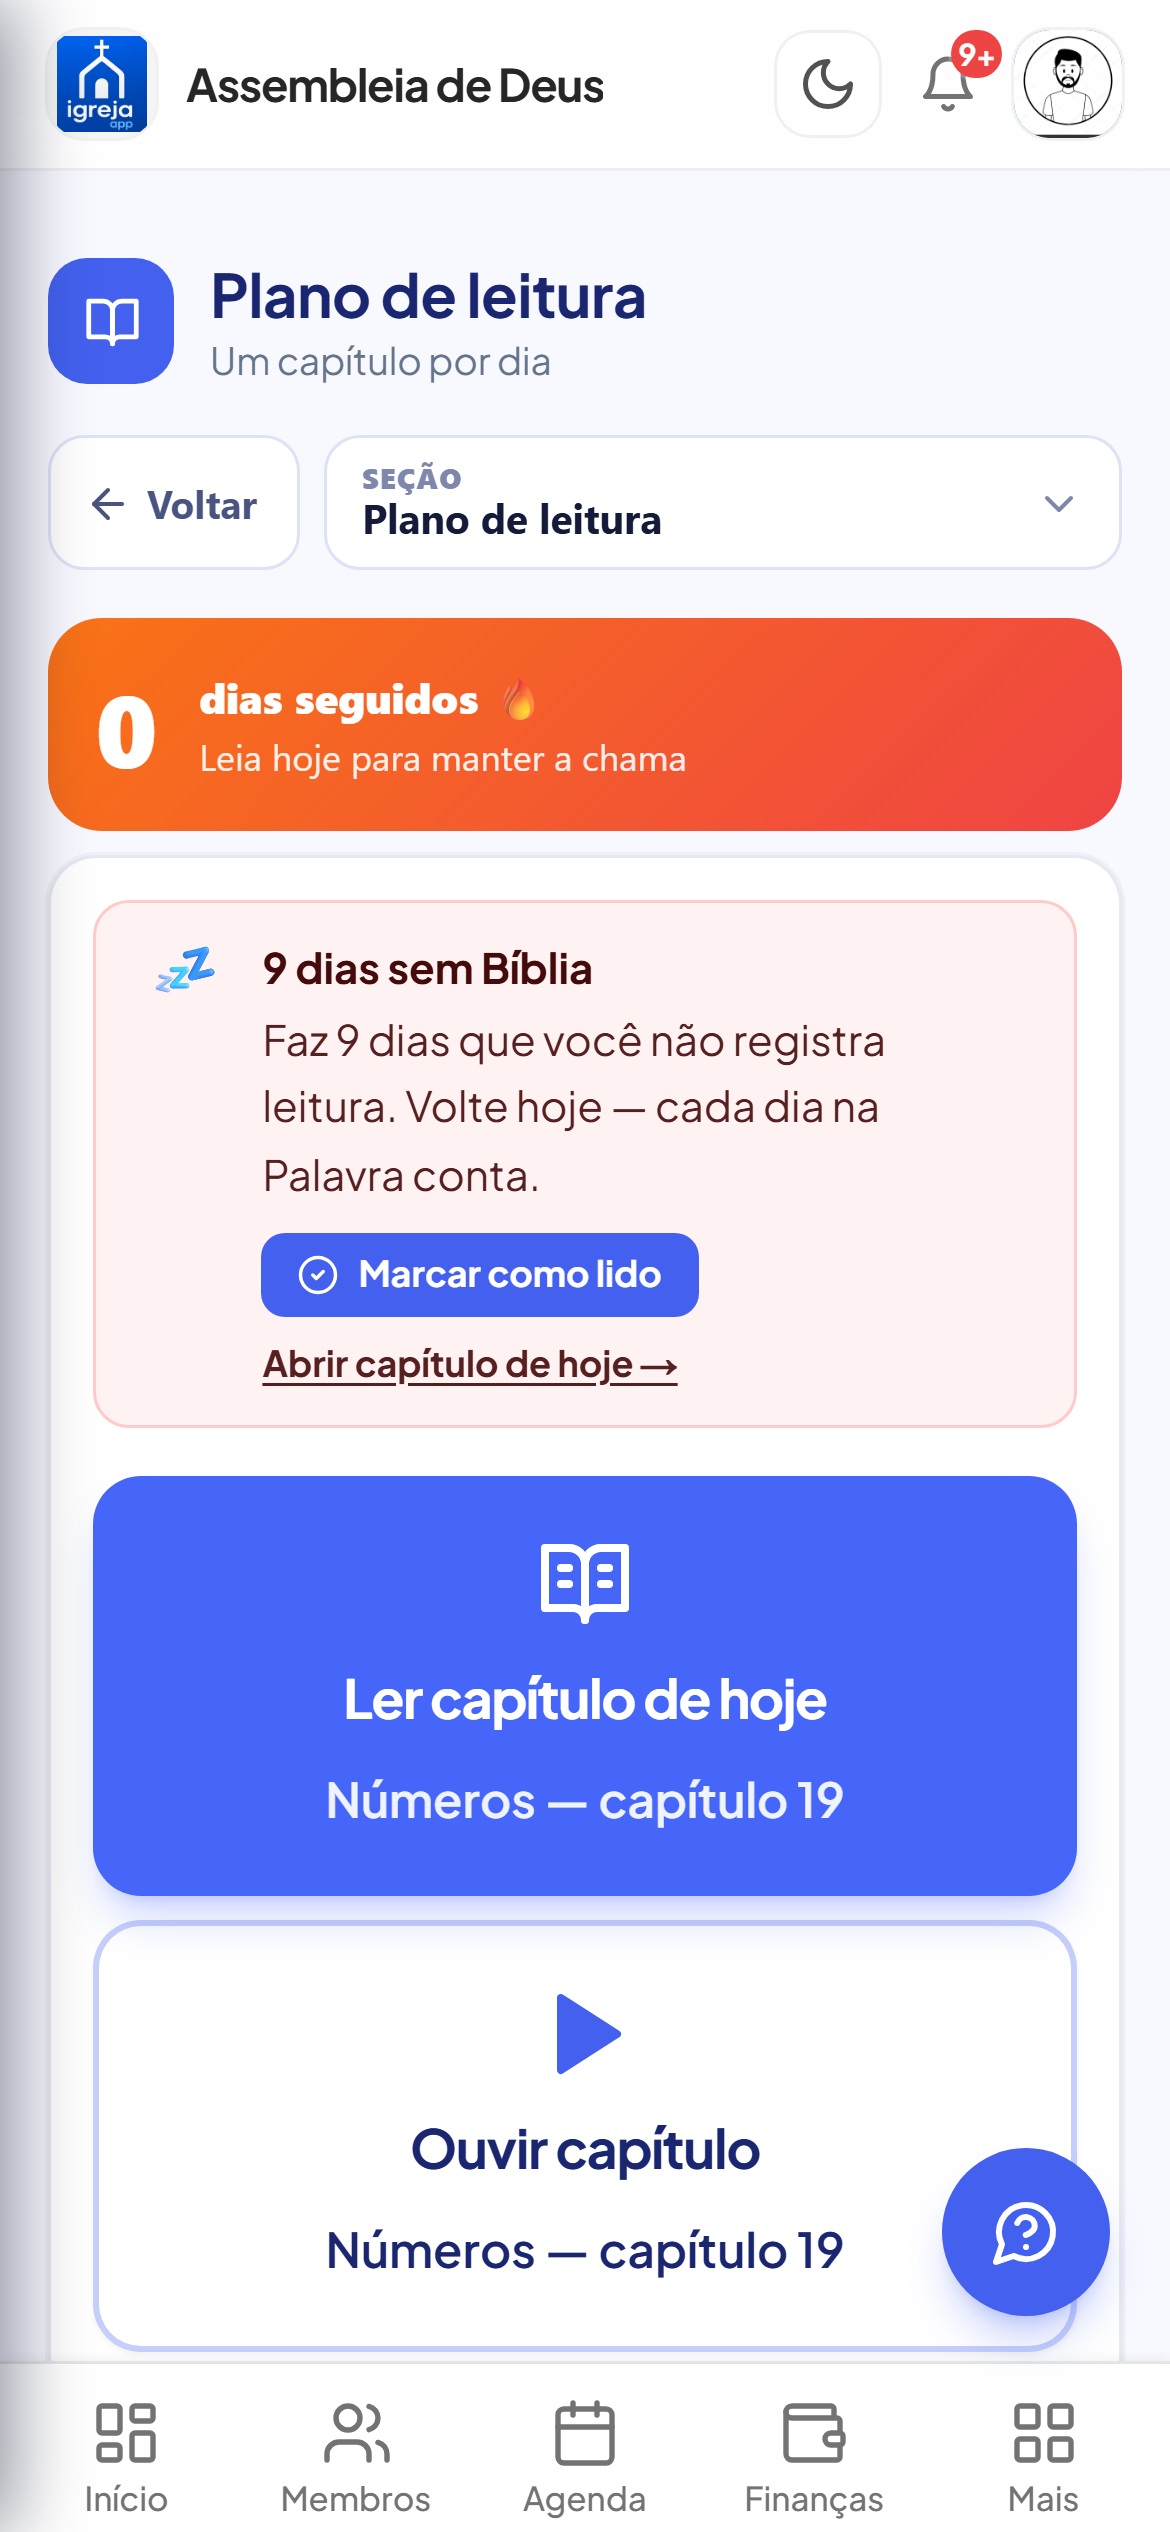 igreja
app
Assembleia de Deus
9+
Plano de leitura
Um capítulo por dia
Voltar
SEÇÃO
Plano de leitura
0
dias seguidos 🔥
Leia hoje para manter a chama
💤
9 dias sem Bíblia
Faz 9 dias que você não registra
leitura. Volte hoje — cada dia na
Palavra conta.
Marcar como lido
Abrir capítulo de hoje →
Ler capítulo de hoje
Números — capítulo 19
Ouvir capítulo
Números — capítulo 19
Início
Membros
Agenda
Finanças
Mais